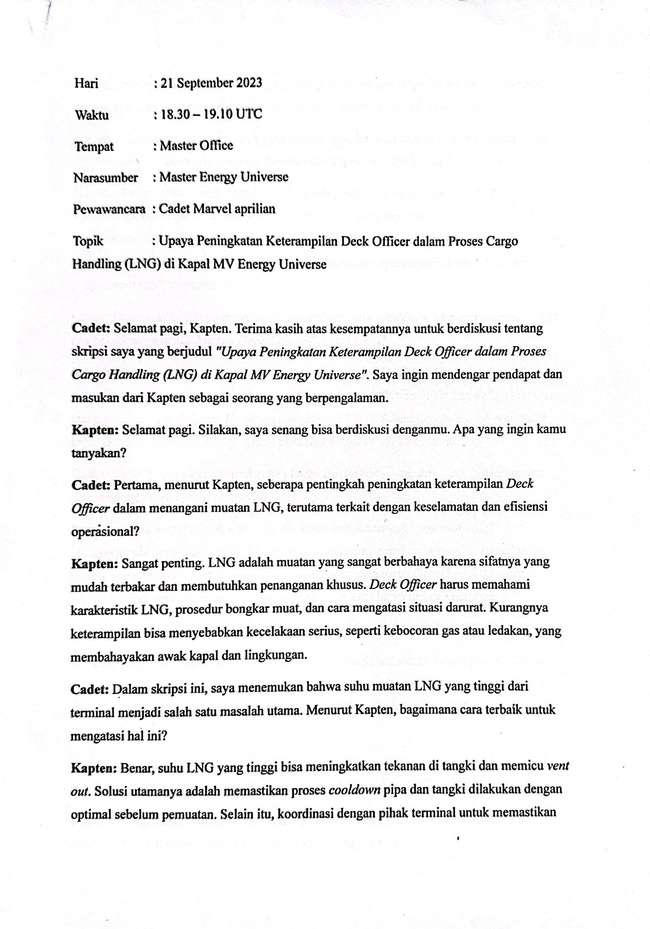 Hari : 21 September 2023
Waktu : 18.30 – 19.10 UTC
Tempat : Master Office
Narasumber : Master Energy Universe
Pewawancara : Cadet Marvel aprilian
Topik : Upaya Peningkatan Keterampilan Deck Officer dalam Proses Cargo
Handling (LNG) di Kapal MV Energy Universe
Cadet: Selamat pagi, Kapten. Terima kasih atas kesempatannya untuk berdiskusi tentang
skripsi saya yang berjudul "Upaya Peningkatan Keterampilan Deck Officer dalam Proses
Cargo Handling (LNG) di Kapal MV Energy Universe". Saya ingin mendengar pendapat dan
masukan dari Kapten sebagai seorang yang berpengalaman.
Kapten: Selamat pagi. Silakan, saya senang bisa berdiskusi denganmu. Apa yang ingin kamu
tanyakan?
Cadet: Pertama, menurut Kapten, seberapa pentingkah peningkatan keterampilan Deck
Officer dalam menangani muatan LNG, terutama terkait dengan keselamatan dan efisiensi
operasional?
Kapten: Sangat penting. LNG adalah muatan yang sangat berbahaya karena sifatnya yang
mudah terbakar dan membutuhkan penanganan khusus. Deck Officer harus memahami
karakteristik LNG, prosedur bongkar muat, dan cara mengatasi situasi darurat. Kurangnya
keterampilan bisa menyebabkan kecelakaan serius, seperti kebocoran gas atau ledakan, yang
membahayakan awak kapal dan lingkungan.
Cadet: Dalam skripsi ini, saya menemukan bahwa suhu muatan LNG yang tinggi dari
terminal menjadi salah satu masalah utama. Menurut Kapten, bagaimana cara terbaik untuk
mengatasi hal ini?
Kapten: Benar, suhu LNG yang tinggi bisa meningkatkan tekanan di tangki dan memicu vent
out. Solusi utamanya adalah memastikan proses cooldown pipa dan tangki dilakukan dengan
optimal sebelum pemuatan. Selain itu, koordinasi dengan pihak terminal untuk memastikan